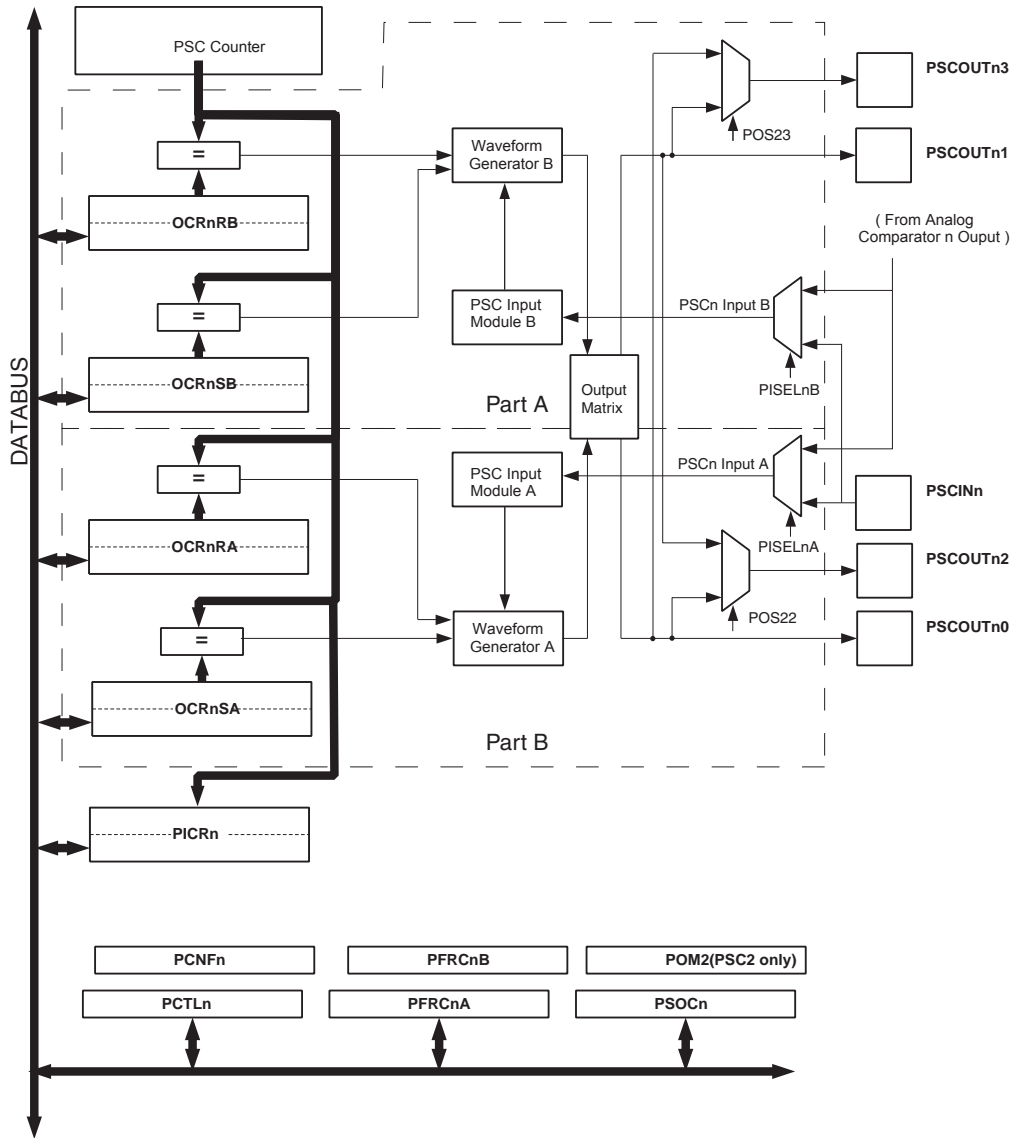 PSC Counter
PSCOUTn3
POS23
=
Waveform
Generator B
PSCOUTn1
OCRnRB
( From Analog
Comparator n Ouput )
=
PSC Input
Module B
PSCn Input B
OCRnSB
Output
Matrix
PISELnB
Part A
DATABUS
=
PSC Input
Module A
PSCn Input A
PSCINn
OCRnRA
PISELnA
PSCOUTn2
=
Waveform
Generator A
POS22
PSCOUTn0
OCRnSA
Part B
PICRn
PCNFn
PFRCnB
POM2(PSC2 only)
PCTLn
PFRCnA
PSOCn